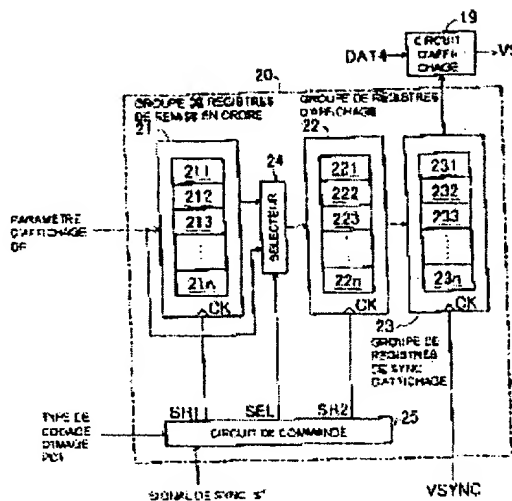 19
CIRCUIT
D'AFFI-
CHAGE
DAT4
VS
20
GROUPE DE REGISTRES
DE REMISE EN ORDRE
21
GROUPE DE REGISTRES
D'AFFICHAGE
22
24
SELECTEUR
211
212
213
21n
221
222
223
22n
231
232
233
23n
PARAMETRE
D'AFFICHAGE
DP
CK
CK
CK
23
GROUPE DE
REGISTRES
DE SYNC
D'AFFICHAGE
SR1
SEL
SR2
25
CIRCUIT DE COMMANDE
TYPE DE
CODAGE
D'IMAGE
PCT
SIGNAL DE SYNC
VSYNC